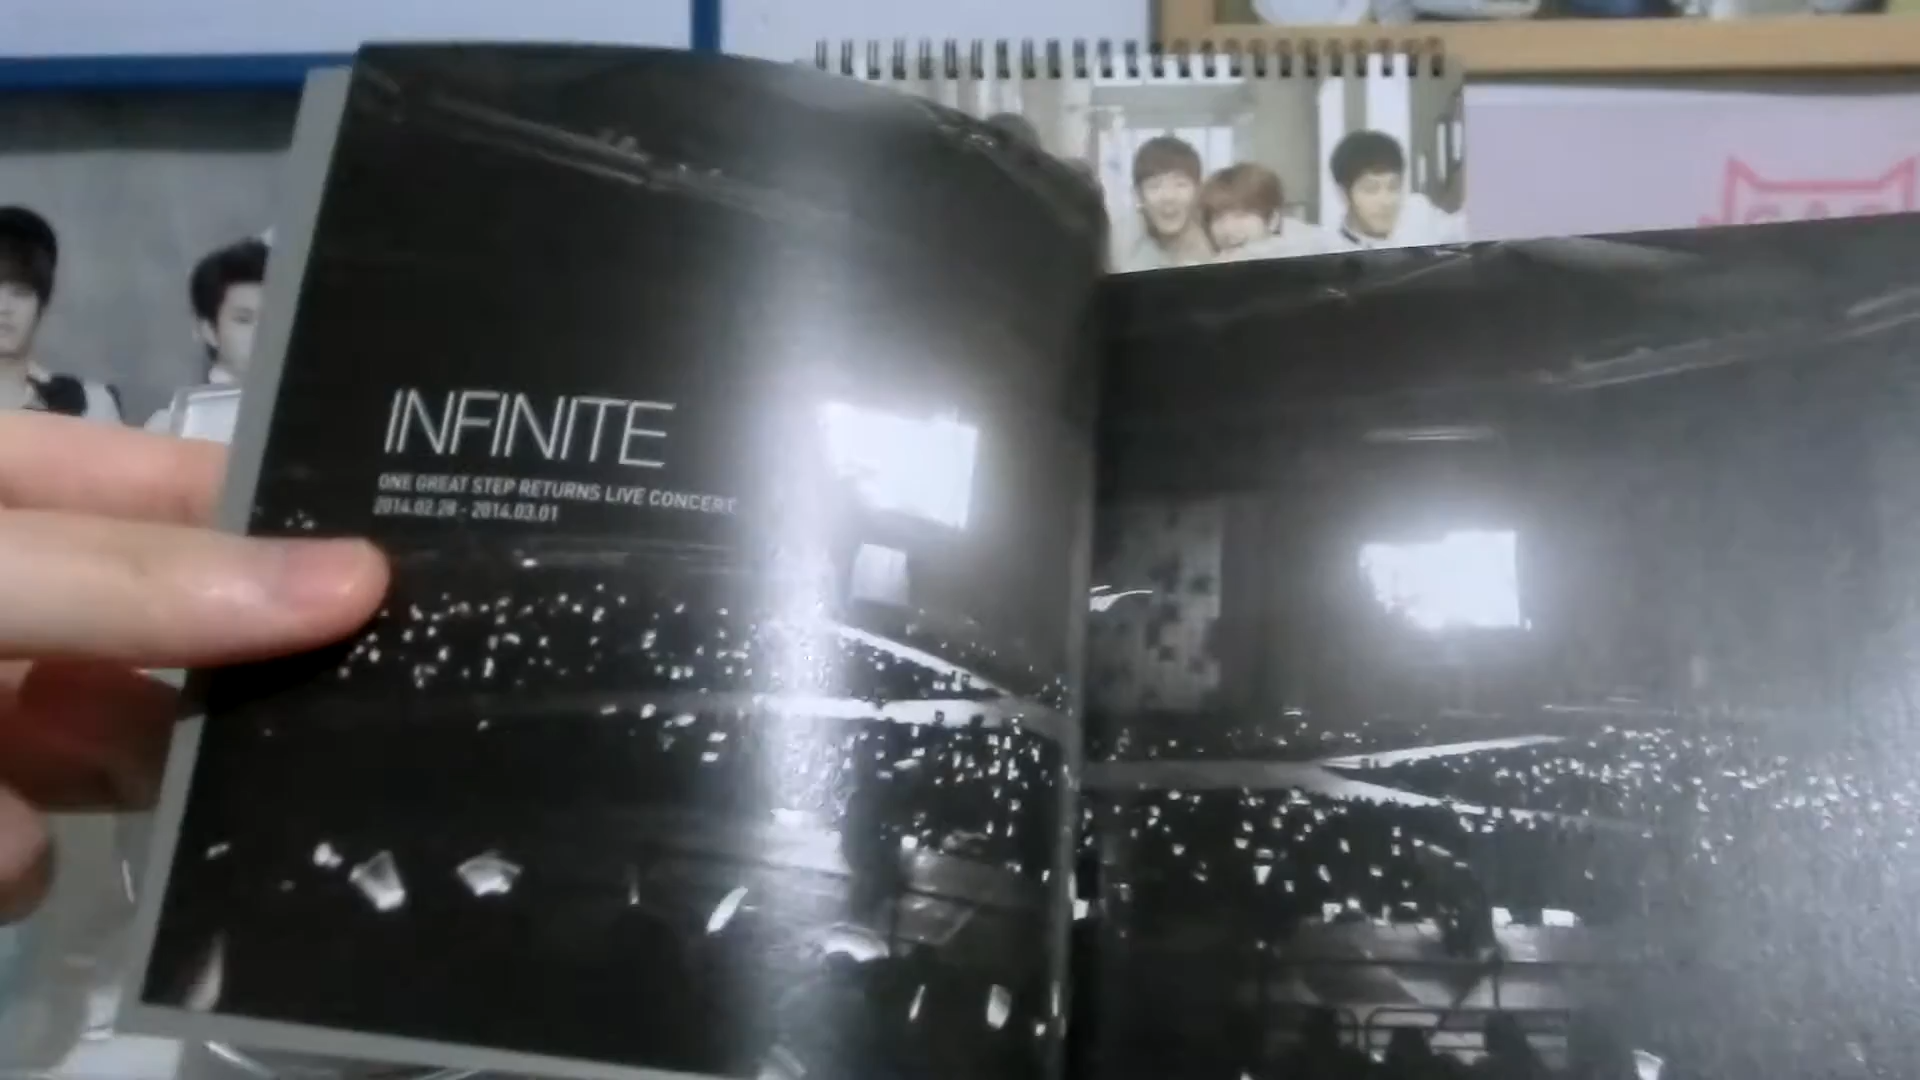 INFINITE
ONE GREAT STEP RETURNS LIVE CONCERT
2014.02.28 - 2014.03.01